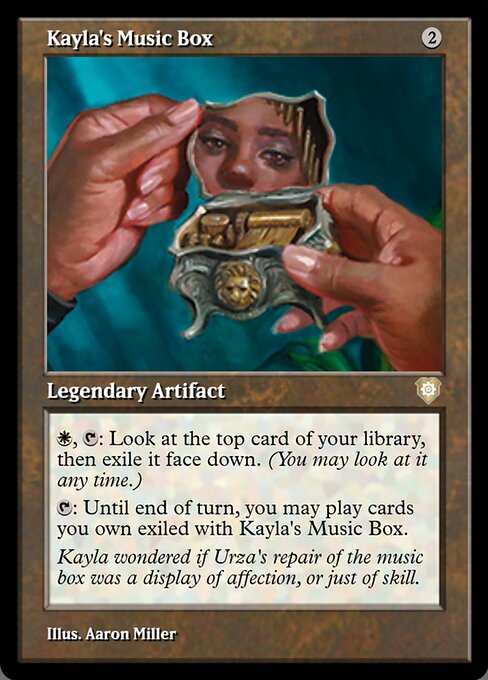 Kayla's Music Box 2
Legendary Artifact
, : Look at the top card of your library,
then exile it face down. (You may look at it
any time.)
: Until end of turn, you may play cards
you own exiled with Kayla's Music Box.
Kayla wondered if Urza's repair of the music
box was a display of affection, or just of skill.
Illus. Aaron Miller